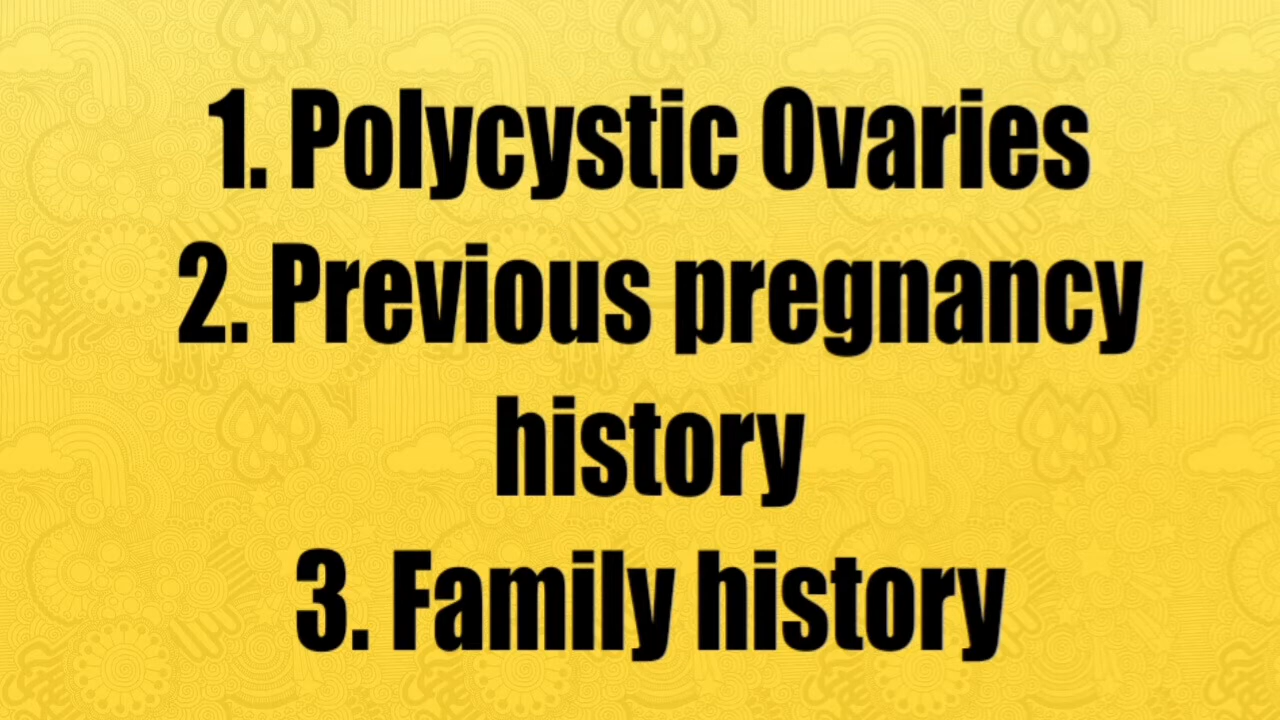 1. Polycystic Ovaries
2. Previous pregnancy
history
3. Family history